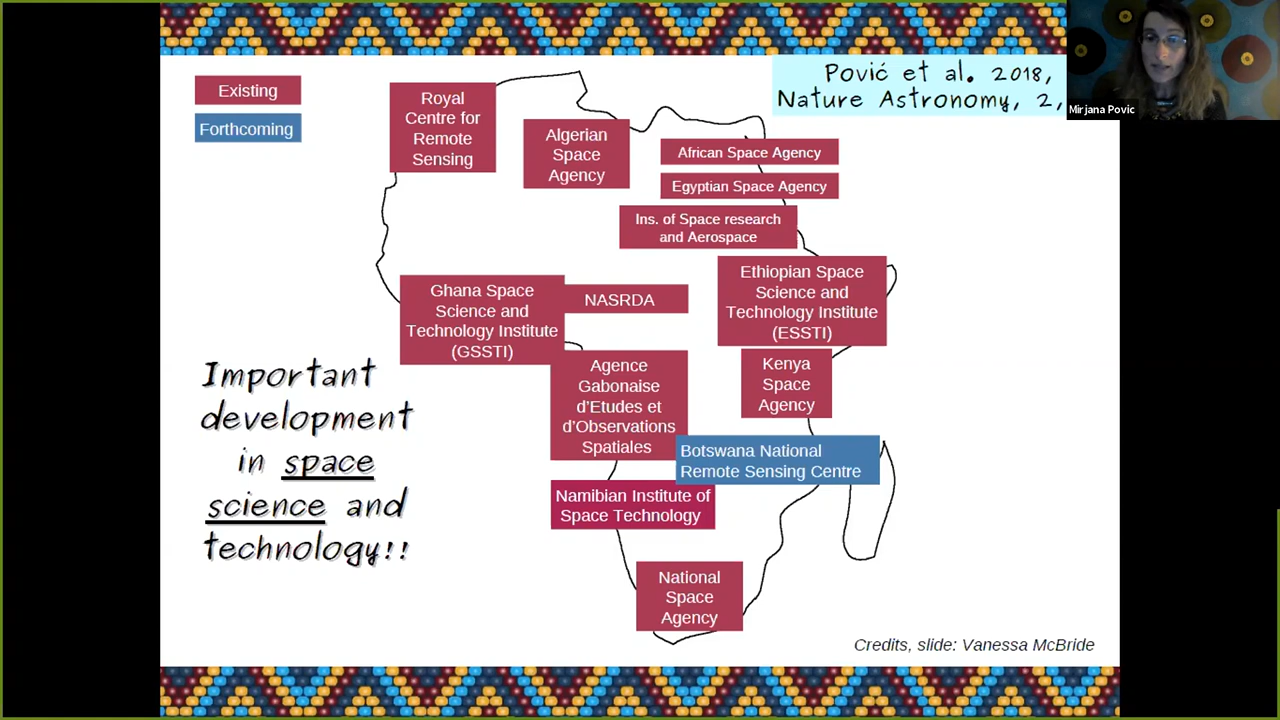 Existing
Forthcoming
Royal
Centre for
Remote
Sensing
Algerian
Space
Agency
Pović et al. 2018,
Nature Astronomy, 2,
Mirjana Povic
African Space Agency
Egyptian Space Agency
Ins. of Space research
and Aerospace
Ghana Space
Science and
Technology Institute
(GSSTI)
NASRDA
Ethiopian Space
Science and
Technology Institute
(ESSTI)
Agence
Gabonaise
d'Etudes et
d'Observations
Spatiales
Kenya
Space
Agency
Botswana National
Remote Sensing Centre
Namibian Institute of
Space Technology
National
Space
Agency
Important
development
in space
science and
technology!!
Credits, slide: Vanessa McBride